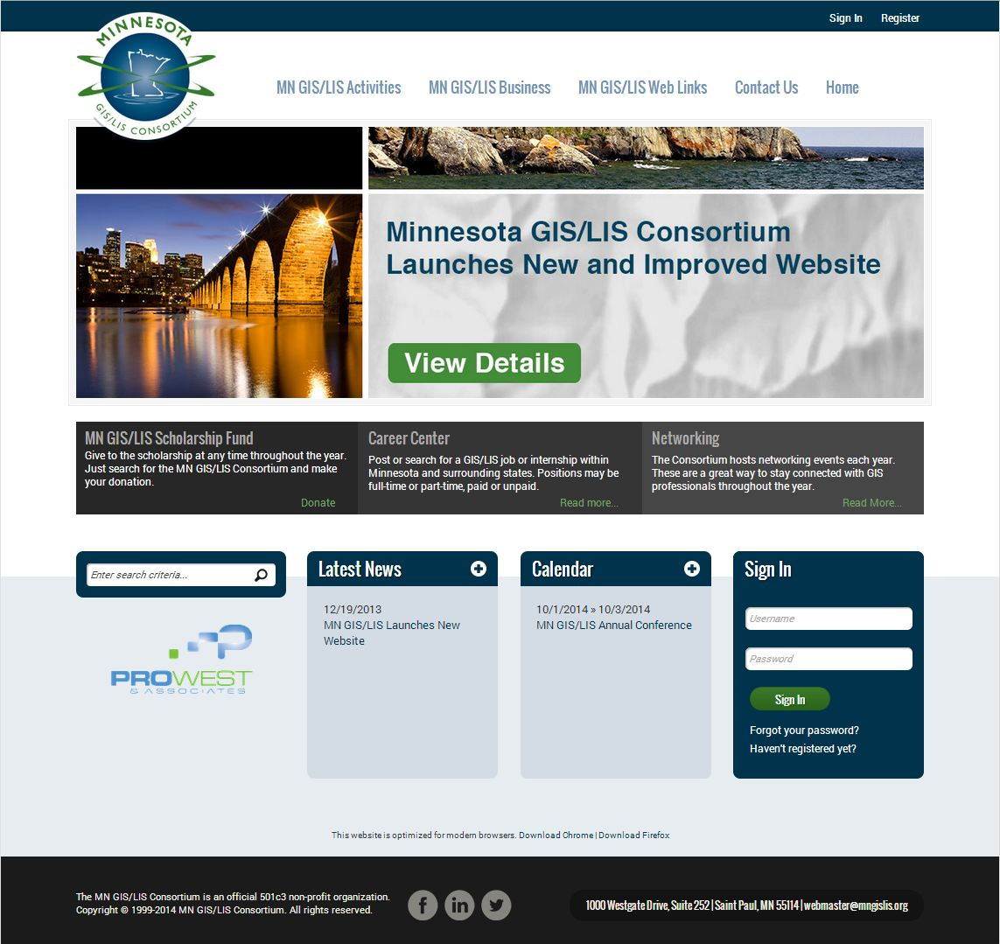 Sign In Register
MINNESOTA
GIS/LIS CONSORTIUM
MN GIS/LIS Activities MN GIS/LIS Business MN GIS/LIS Web Links Contact Us Home
Minnesota GIS/LIS Consortium
Launches New and Improved Website
View Details
MN GIS/LIS Scholarship Fund
Give to the scholarship at any time throughout the year.
Just search for the MN GIS/LIS Consortium and make
your donation.
Donate
Career Center
Post or search for a GIS/LIS job or internship within
Minnesota and surrounding states. Positions may be
full-time or part-time, paid or unpaid.
Read more...
Networking
The Consortium hosts networking events each year.
These are a great way to stay connected with GIS
professionals throughout the year.
Read More...
Enter search criteria...
PROWEST
& ASSOCIATES
Latest News
12/19/2013
MN GIS/LIS Launches New
Website
Calendar
10/1/2014 » 10/3/2014
MN GIS/LIS Annual Conference
Sign In
Username
Password
Sign In
Forgot your password?
Haven't registered yet?
This website is optimized for modern browsers. Download Chrome | Download Firefox
The MN GIS/LIS Consortium is an official 501c3 non-profit organization.
Copyright © 1999-2014 MN GIS/LIS Consortium. All rights reserved.
1000 Westgate Drive, Suite 252 | Saint Paul, MN 55114 | webmaster@mngislis.org